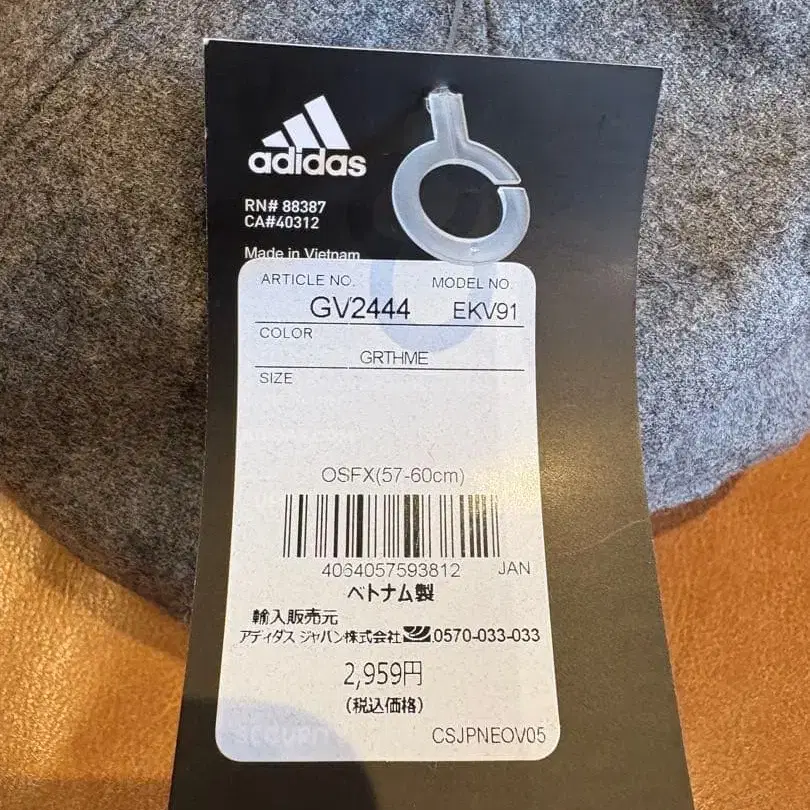 adidas
RN# 88387
CA#40312
Made in Vietnam
ARTICLE NO. MODEL NO.
GV2444 EKV91
COLOR
GRTHME
SIZE
OSFX(57-60cm)
4064057593812 JAN
ベトナム製
輸入販売元
アディダス ジャパン株式会社 0570-033-033
2,959円
(税込価格)
CSJPNEOV05